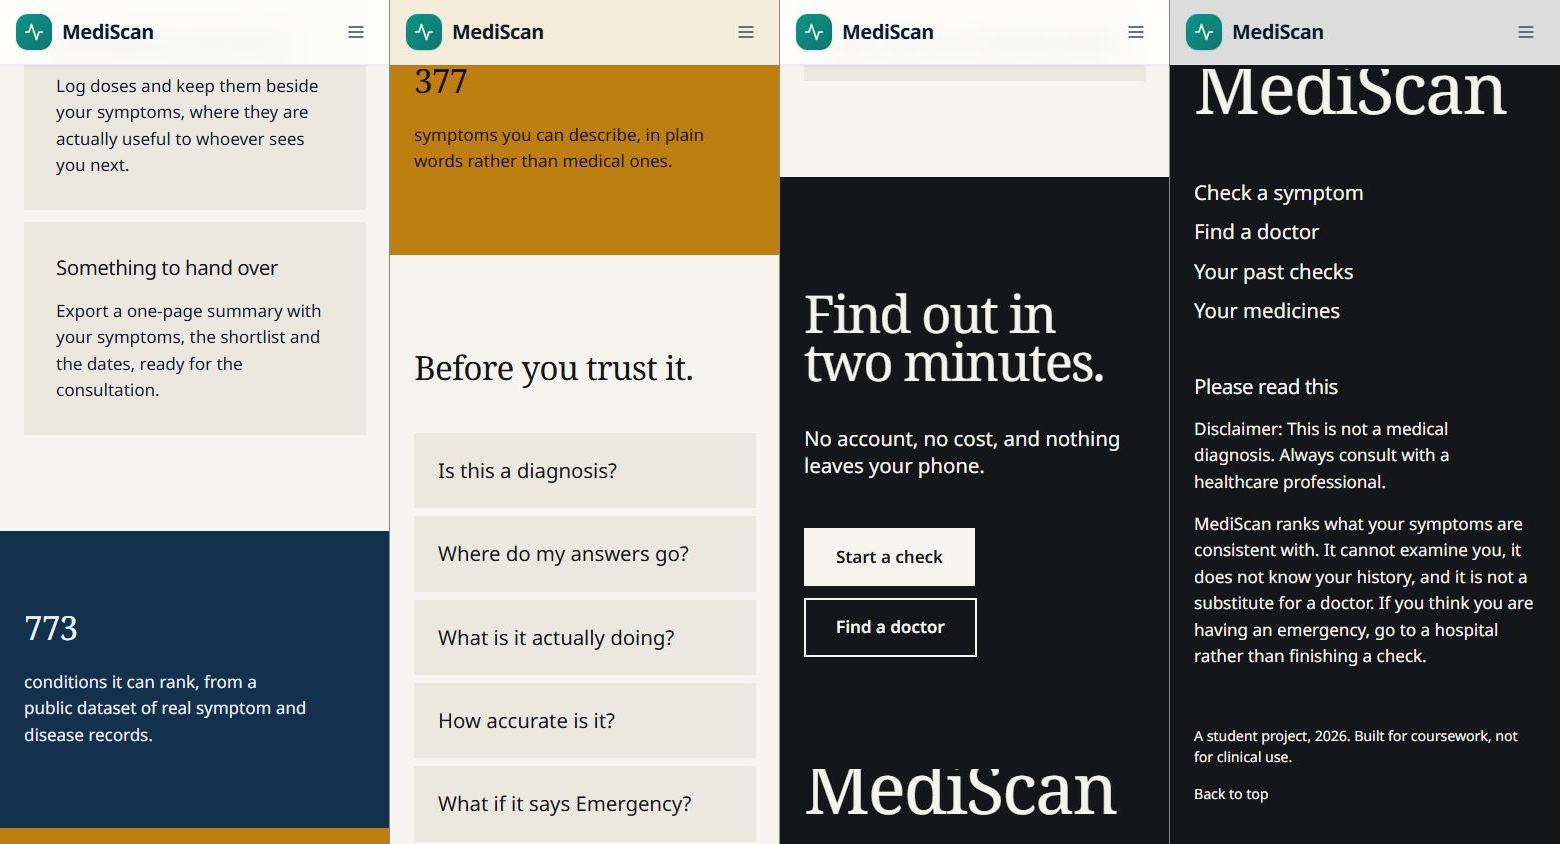 MediScan
Log doses and keep them beside
your symptoms, where they are
actually useful to whoever sees
you next.
Something to hand over
Export a one-page summary with
your symptoms, the shortlist and
the dates, ready for the
consultation.
773
conditions it can rank, from a
public dataset of real symptom and
disease records.
MediScan
377
symptoms you can describe, in plain
words rather than medical ones.
Before you trust it.
Is this a diagnosis?
Where do my answers go?
What is it actually doing?
How accurate is it?
What if it says Emergency?
MediScan
Find out in
two minutes.
No account, no cost, and nothing
leaves your phone.
Start a check
Find a doctor
MediScan
MediScan
MediScan
Check a symptom
Find a doctor
Your past checks
Your medicines
Please read this
Disclaimer: This is not a medical
diagnosis. Always consult with a
healthcare professional.
MediScan ranks what your symptoms are
consistent with. It cannot examine you, it
does not know your history, and it is not a
substitute for a doctor. If you think you are
having an emergency, go to a hospital
rather than finishing a check.
A student project, 2026. Built for coursework, not
for clinical use.
Back to top